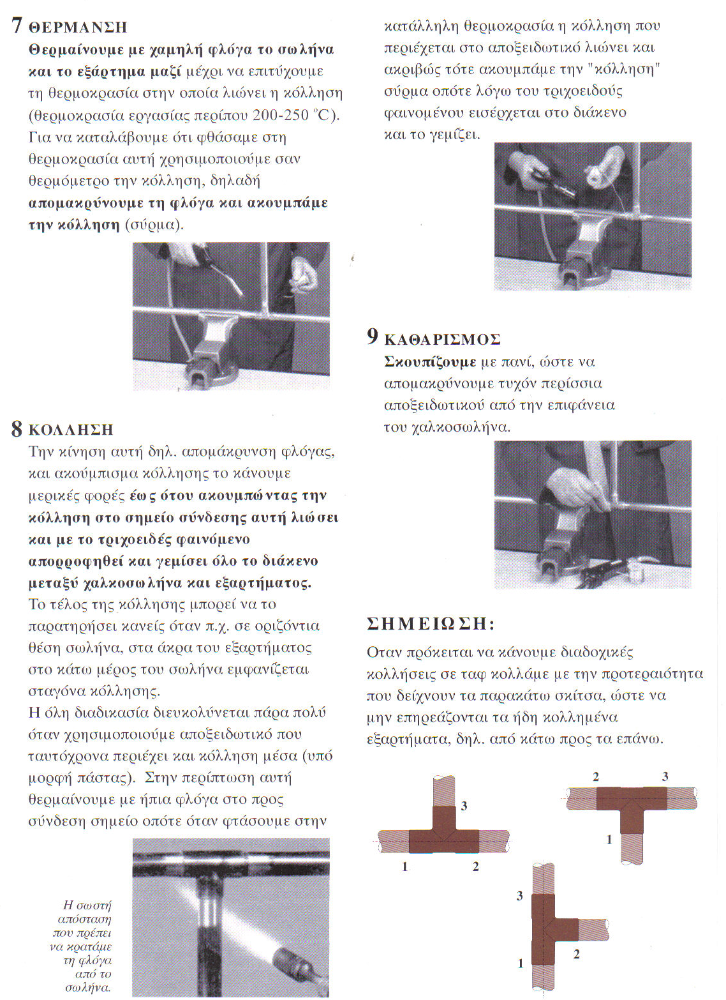 7 ΘΕΡΜΑΝΣΗ
Θερμαίνουμε με χαμηλή φλόγα το σωλήνα
και το εξάρτημα μαζί μέχρι να επιτύχουμε
τη θερμοκρασία στην οποία λιώνει η κόλληση
(θερμοκρασία εργασίας περίπου 200-250 °C).
Για να καταλάβουμε ότι φθάσαμε στη
θερμοκρασία αυτή χρησιμοποιούμε σαν
θερμόμετρο την κόλληση, δηλαδή
απομακρύνουμε τη φλόγα και ακουμπάμε
την κόλληση (σύρμα).
8 ΚΟΛΛΗΣΗ
Την κίνηση αυτή δηλ. απομάκρυνση φλόγας,
και ακούμπισμα κόλλησης το κάνουμε
μερικές φορές έως ότου ακουμπώντας την
κόλληση στο σημείο σύνδεσης αυτή λιώσει
και με το τριχοειδές φαινόμενο
απορροφηθεί και γεμίσει όλο το διάκενο
μεταξύ χαλκοσωλήνα και εξαρτήματος.
Το τέλος της κόλλησης μπορεί να το
παρατηρήσει κανείς όταν π.χ. σε οριζόντια
θέση σωλήνα, στα άκρα του εξαρτήματος
στο κάτω μέρος του σωλήνα εμφανίζεται
σταγόνα κόλλησης.
Η όλη διαδικασία διευκολύνεται πάρα πολύ
όταν χρησιμοποιούμε αποξειδωτικό που
ταυτόχρονα περιέχει και κόλληση μέσα (υπό
μορφή πάστας). Στην περίπτωση αυτή
θερμαίνουμε με ήπια φλόγα στο προς
σύνδεση σημείο οπότε όταν φτάσουμε στην
Η σωστή
απόσταση
που πρέπει
να κρατάμε
τη φλόγα
από το
σωλήνα.
κατάλληλη θερμοκρασία η κόλληση που
περιέχεται στο αποξειδωτικό λιώνει και
ακριβώς τότε ακουμπάμε την "κόλληση"
σύρμα οπότε λόγω του τριχοειδούς
φαινομένου εισέρχεται στο διάκενο
και το γεμίζει.
9 ΚΑΘΑΡΙΣΜΟΣ
Σκουπίζουμε με πανί, ώστε να
απομακρύνουμε τυχόν περίσσια
αποξειδωτικού από την επιφάνεια
του χαλκοσωλήνα.
ΣΗΜΕΙΩΣΗ:
Οταν πρόκειται να κάνουμε διαδοχικές
κολλήσεις σε ταφ κολλάμε με την προτεραιότητα
που δείχνουν τα παρακάτω σκίτσα, ώστε να
μην επηρεάζονται τα ήδη κολλημένα
εξαρτήματα, δηλ. από κάτω προς τα επάνω.
3
1 2
2 3
1
3
2
1